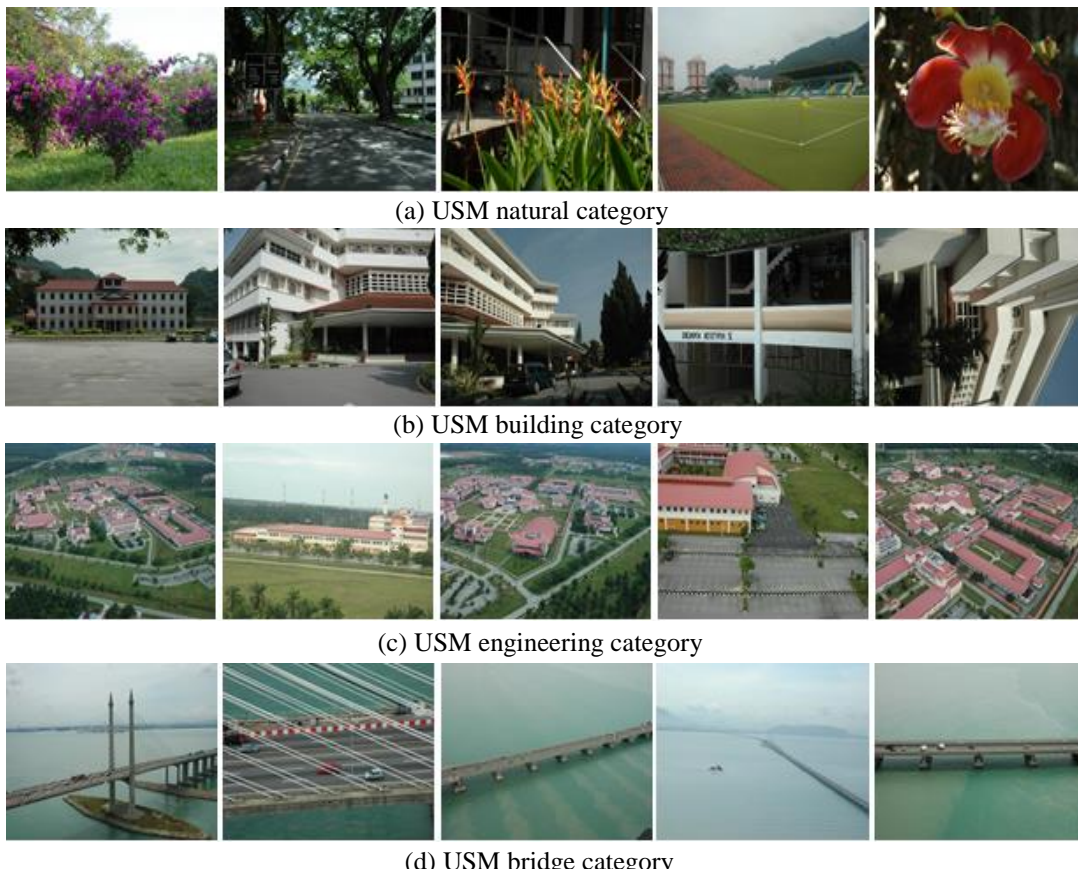 (a) USM natural category
(b) USM building category
(c) USM engineering category
(d) USM bridge category